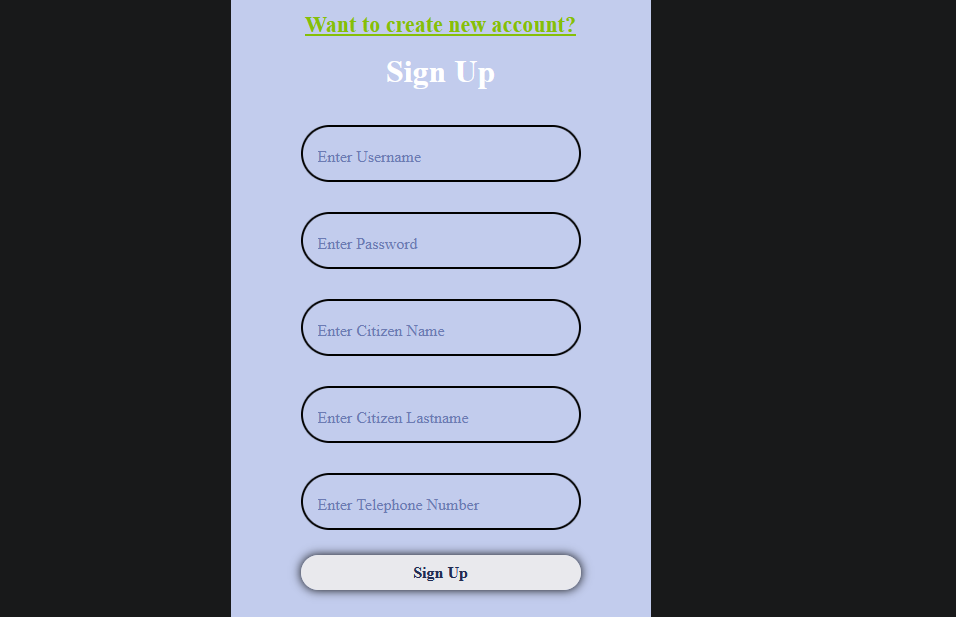 Want to create new account?
Sign Up
Enter Username
Enter Password
Enter Citizen Name
Enter Citizen Lastname
Enter Telephone Number
Sign Up